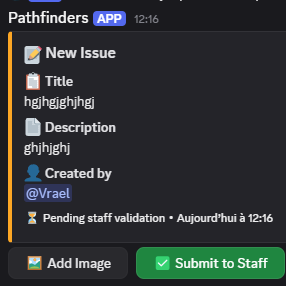 Pathfinders APP 12:16
📝 New Issue
📋 Title
hgjhgjghjhgj
📄 Description
ghjhjghj
👤 Created by
@Vrael
⏳ Pending staff validation • Aujourd'hui à 12:16
🖼️ Add Image ✅ Submit to Staff